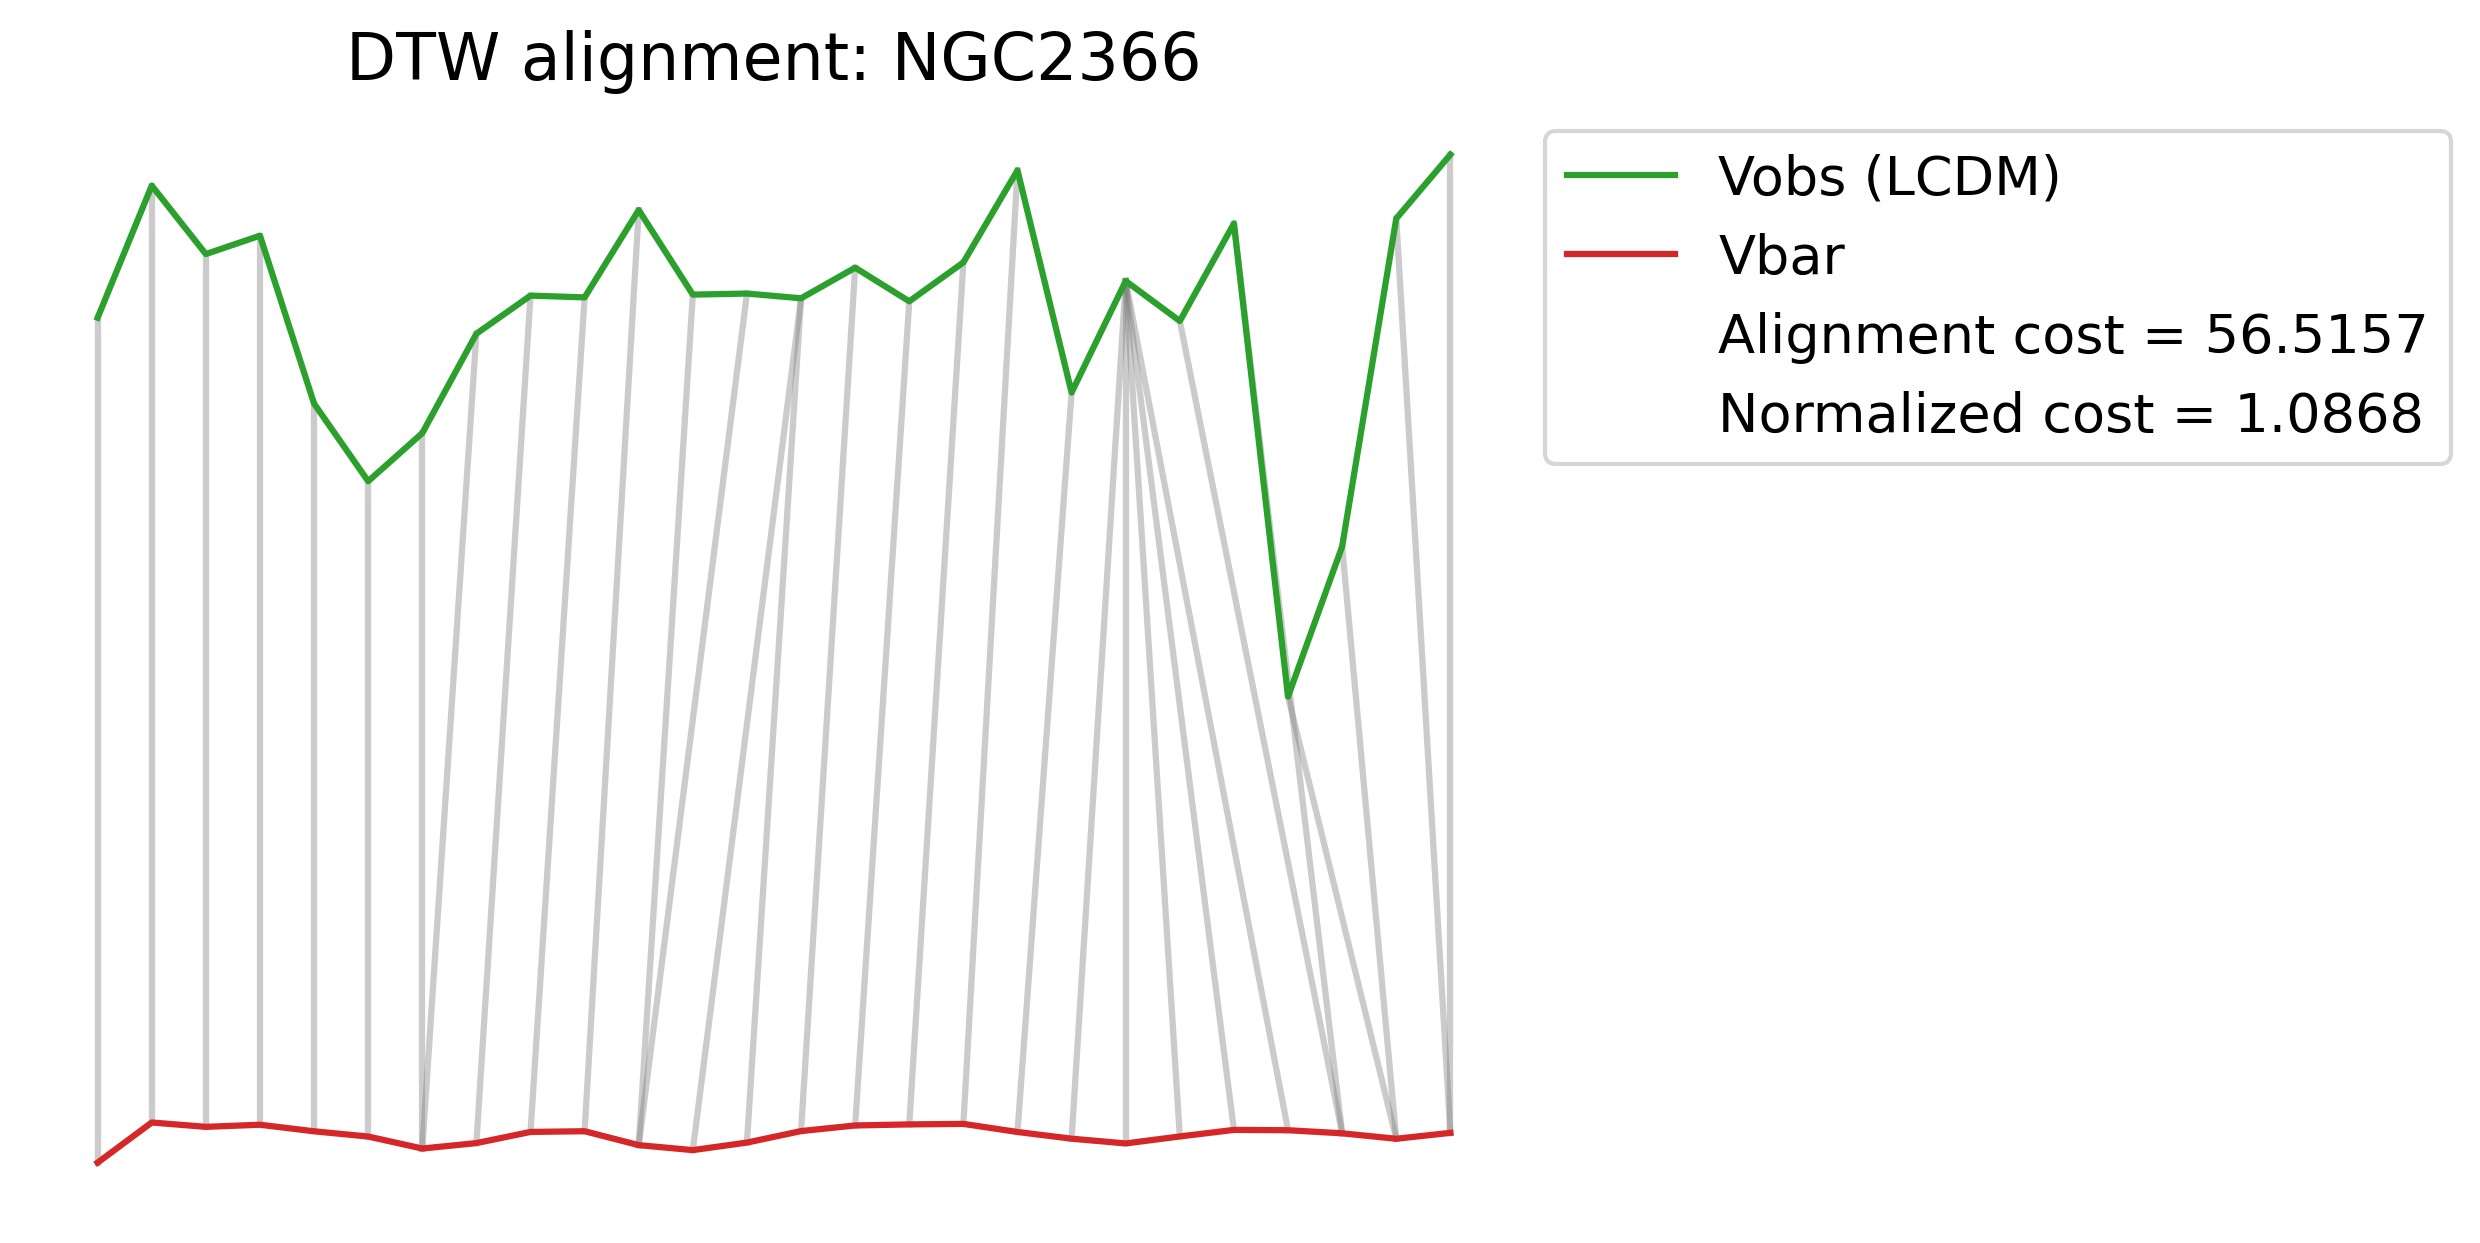 DTW alignment: NGC2366
Vobs (LCDM)
Vbar
Alignment cost = 56.5157
Normalized cost = 1.0868